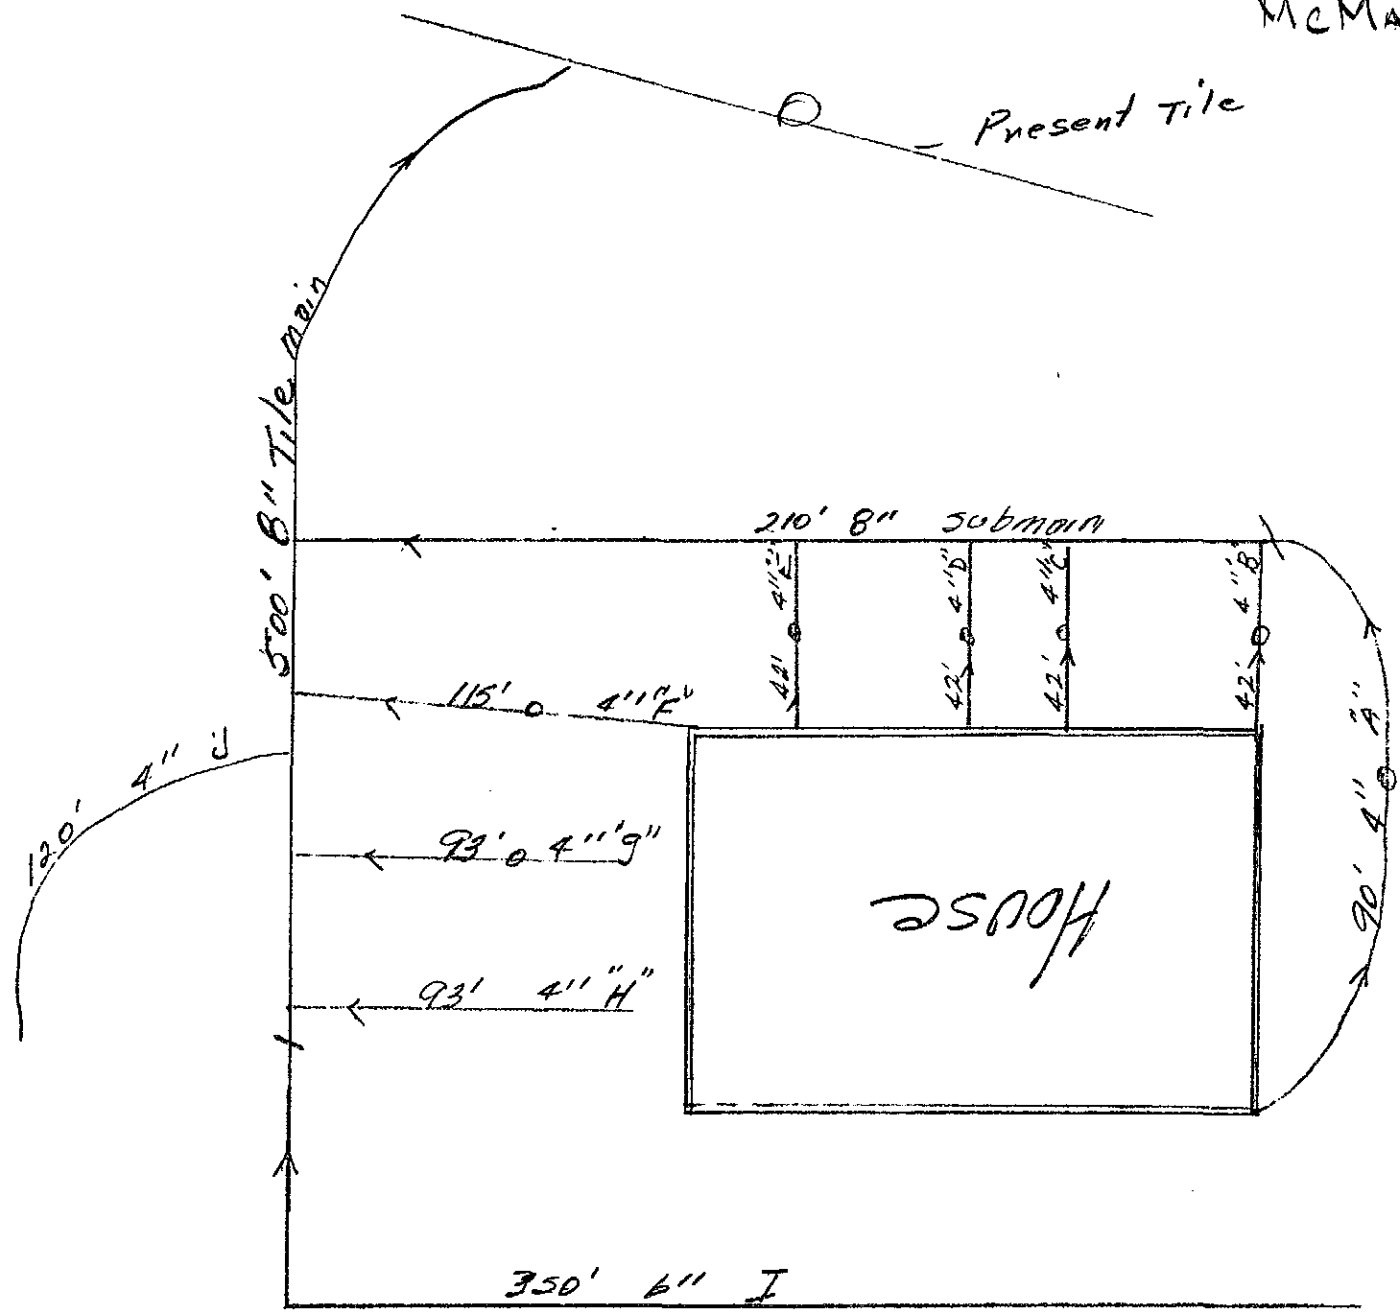 McMa
Present Tile
500' 8" Tile main
210' 8" submain
42' 4" "E"
42' 4" "D"
42' 4" "C"
42' 4" "B"
90' 4" "A"
115' 4" "F"
120' 4" J
93' 4" "g"
93' 4" "H"
House
350' 6" I